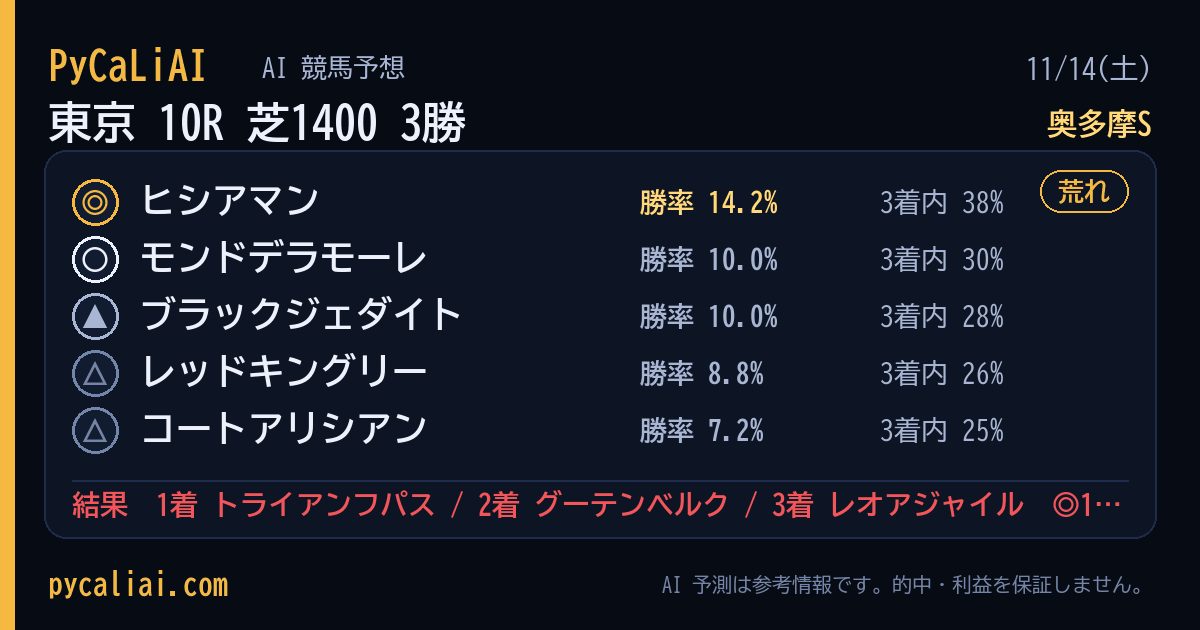 PyCaLiAI AI 競馬予想 11/14(土)
東京 10R 芝1400 3勝 奥多摩S
◎ ヒシアマン 勝率 14.2% 3着内 38% 荒れ
○ モンドデラモーレ 勝率 10.0% 3着内 30%
▲ ブラックジェダイト 勝率 10.0% 3着内 28%
△ レッドキングリー 勝率 8.8% 3着内 26%
△ コートアリシアン 勝率 7.2% 3着内 25%
結果 1着 トライアンフパス / 2着 グーテンベルク / 3着 レオアジャイル ◎1…
pycaliai.com AI 予測は参考情報です。的中・利益を保証しません。